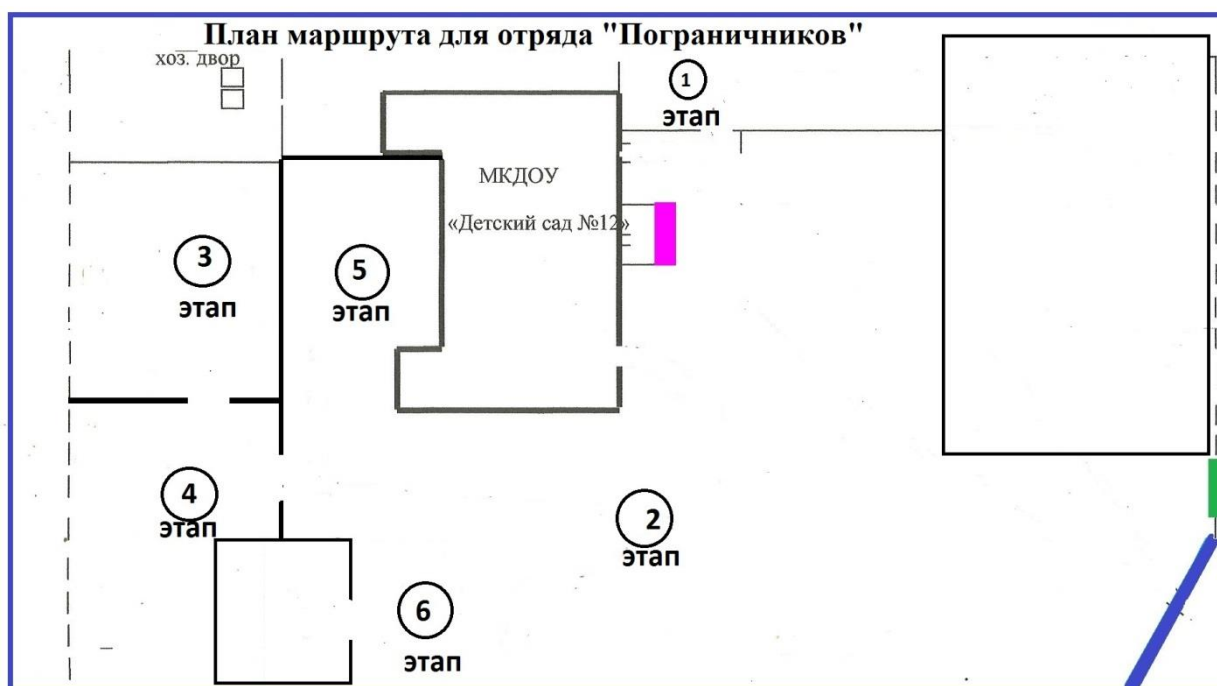 План маршрута для отряда "Пограничников"
хоз. двор
1
этап
МКДОУ
«Детский сад №12»
3
этап
5
этап
4
этап
2
этап
6
этап